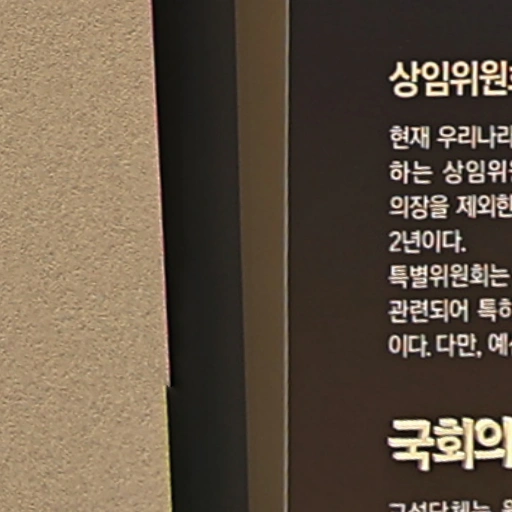 상임위원
현재 우리나라
하는 상임위
의장을 제외한
2년이다.
특별위원회는
관련되어 특히
이다. 다만, 예
국회의